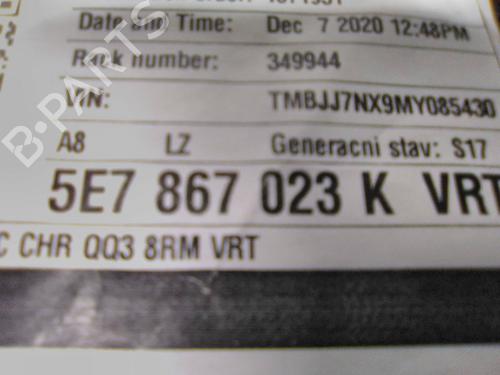 Date and Time: Dec 7 2020 12:48PM
Rack number: 349944
VIN: TMBJJ7NX9MY085430
A8 LZ Generacni stav: S17
5E7 867 023 K VRT
C CHR QQ3 8RM VRT
B-PARTS